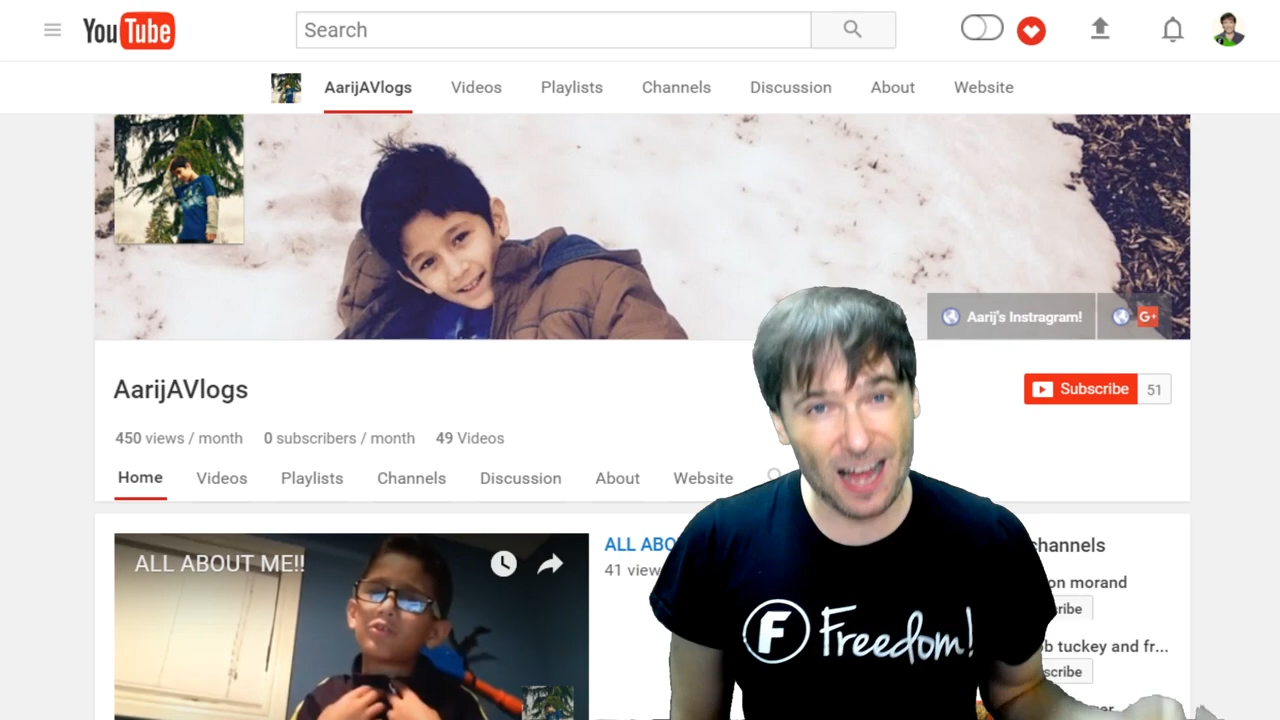 YouTube
Search
AarijAVlogs Videos Playlists Channels Discussion About Website
Aarij's Instragram! G+
AarijAVlogs
Subscribe 51
450 views / month 0 subscribers / month 49 Videos
Home Videos Playlists Channels Discussion About Website
ALL ABOUT ME!!
ALL ABO
41 view
channels
on morand
ribe
ob tuckey and fr...
scribe
F Freedom!